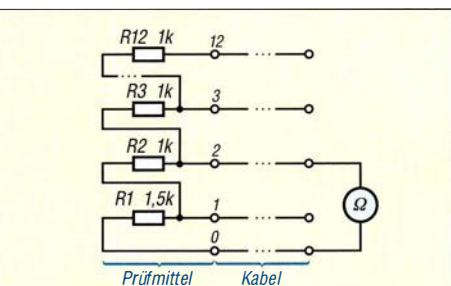 R12 1k 12
R3 1k 3
R2 1k 2
R1 1,5k 1
0
Ω
Prüfmittel Kabel